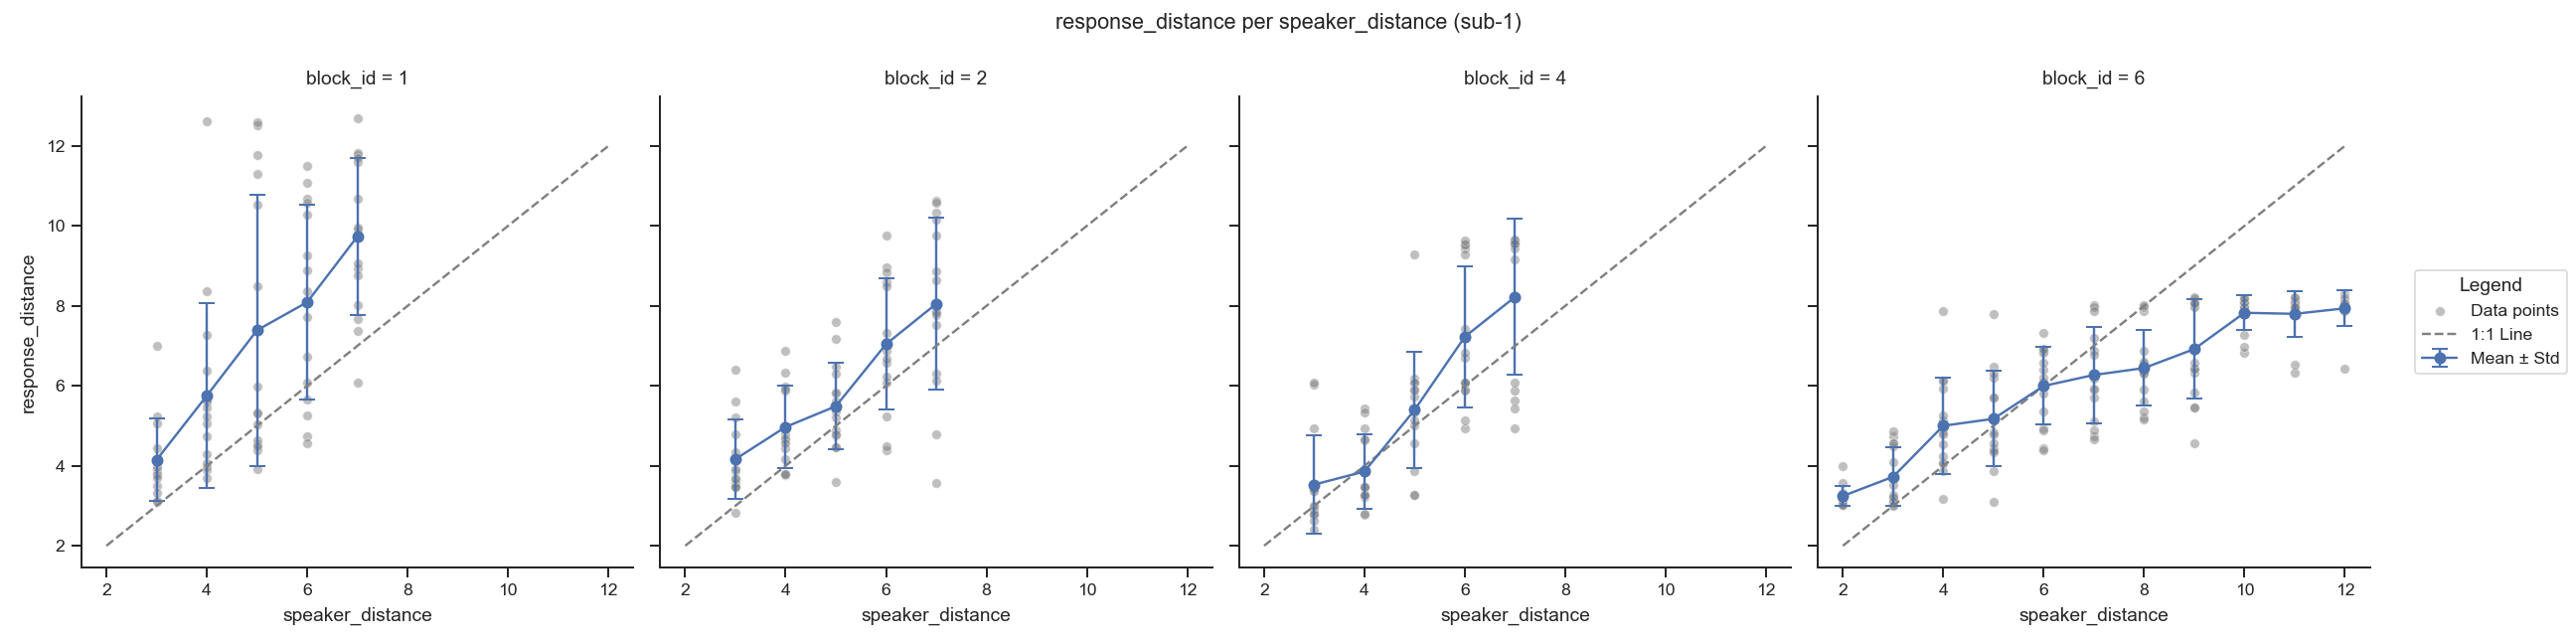 response_distance per speaker_distance (sub-1)
block_id = 1
block_id = 2
block_id = 4
block_id = 6
response_distance
12
10
8
6
4
2
2 4 6 8 10 12
2 4 6 8 10 12
2 4 6 8 10 12
2 4 6 8 10 12
speaker_distance
speaker_distance
speaker_distance
speaker_distance
Legend
Data points
1:1 Line
Mean ± Std